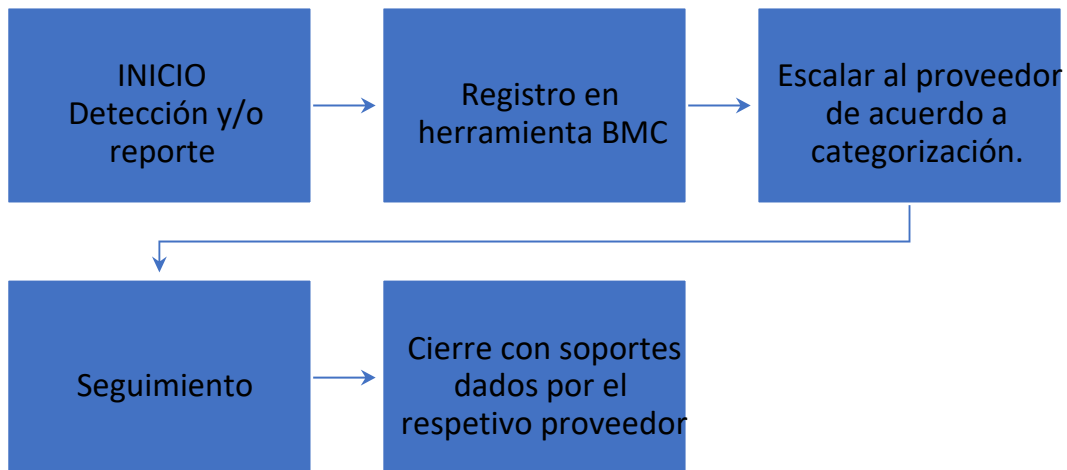 INICIO
Detección y/o
reporte
Registro en
herramienta BMC
Escalar al proveedor
de acuerdo a
categorización.
Seguimiento
Cierre con soportes
dados por el
respetivo proveedor